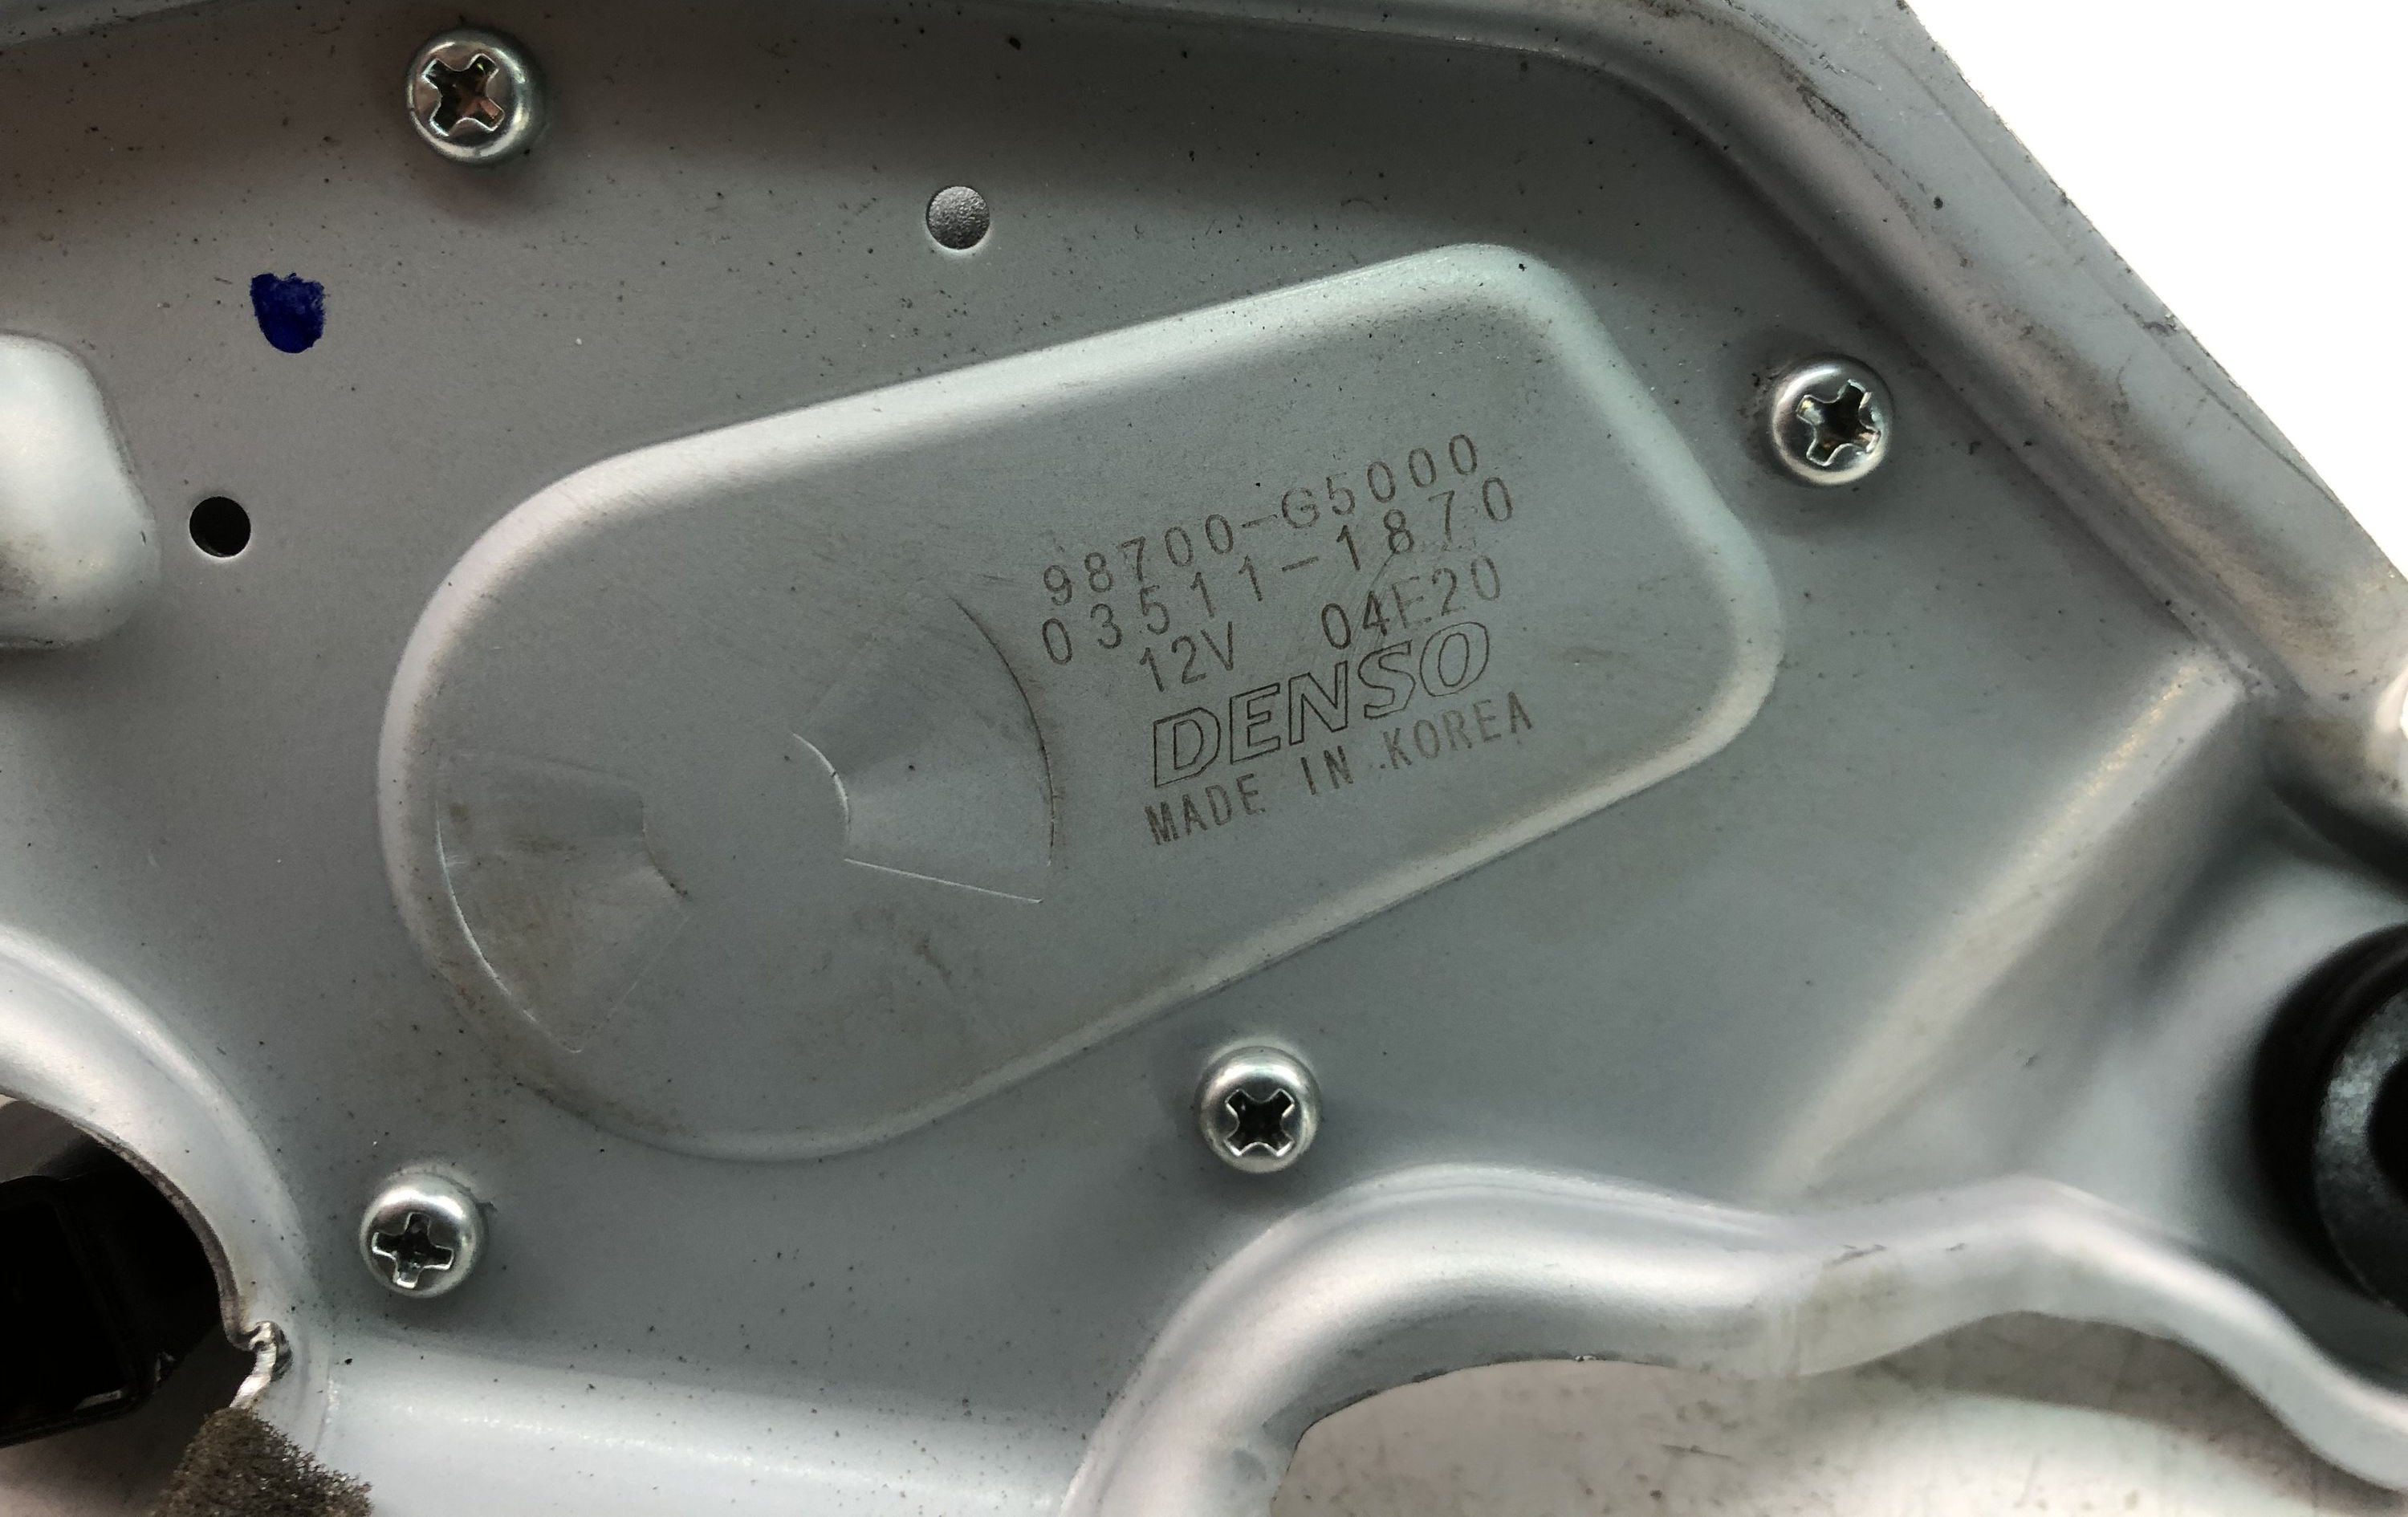 98700-G5000
03511-1870
12V 04E20
DENSO
MADE IN KOREA